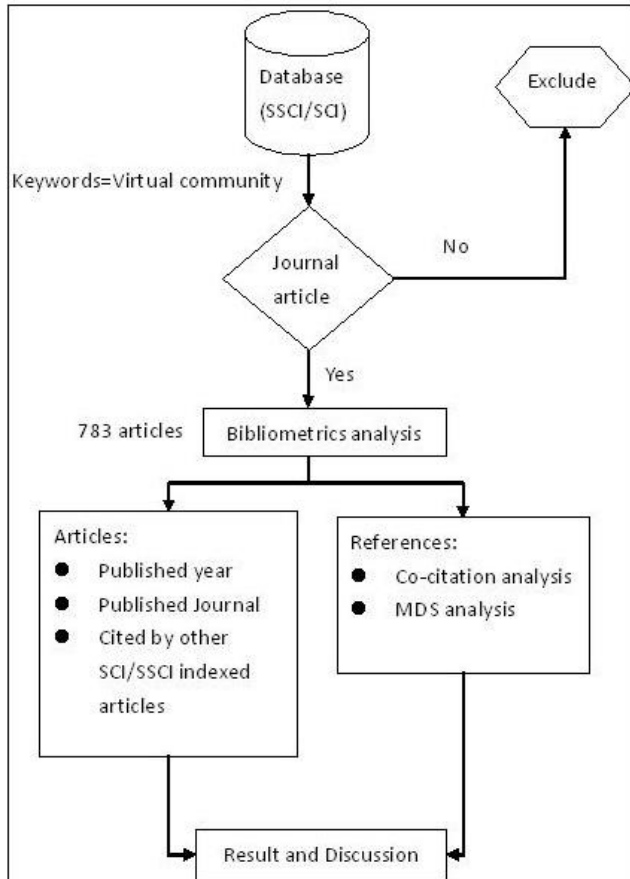 Database
(SSCI/SCI)
Exclude
Keywords=Virtual community
Journal
article
No
Yes
783 articles
Bibliometrics analysis
Articles:
● Published year
● Published Journal
● Cited by other
SCI/SSCI indexed
articles
References:
● Co-citation analysis
● MDS analysis
Result and Discussion